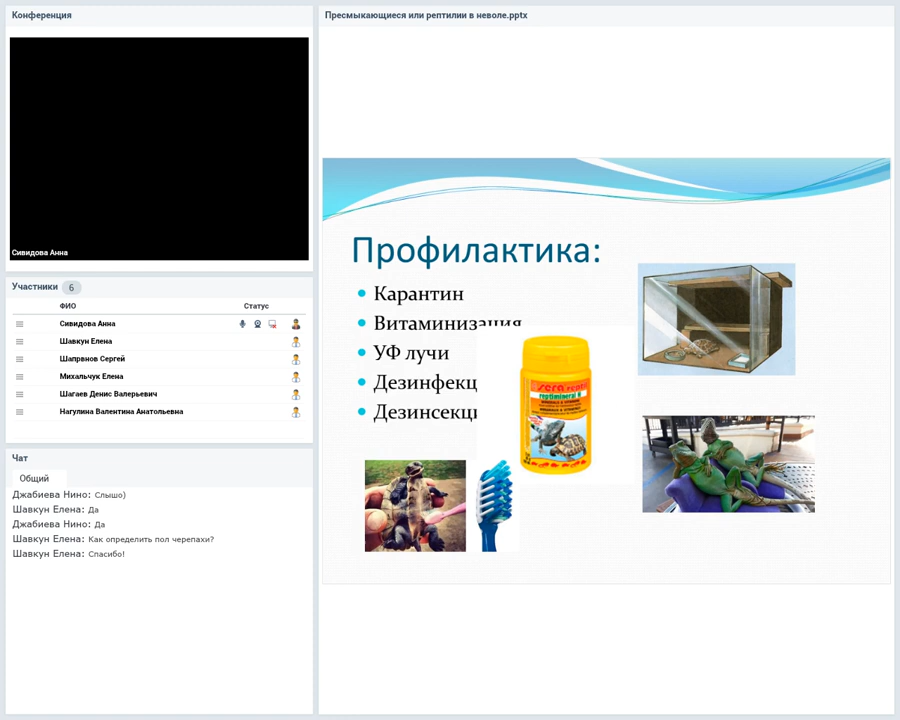 Конференция
Сивидова Анна
Участники 6
ФИО Статус
Сивидова Анна
Шавкун Елена
Шапрвнов Сергей
Михальчук Елена
Шагаев Денис Валерьевич
Нагулина Валентина Анатольевна
Чат
Общий
Джабиева Нино: Слышо)
Шавкун Елена: Да
Джабиева Нино: Да
Шавкун Елена: Как определить пол черепахи?
Шавкун Елена: Спасибо!
Пресмыкающиеся или рептилии в неволе.pptx
Профилактика:
Карантин
Витаминизация
УФ лучи
Дезинфекц
Дезинсекц
sera
reptimineral H